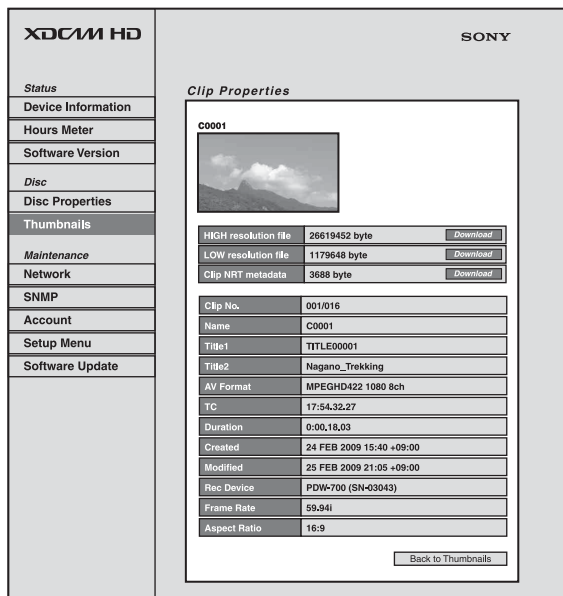 XDCAM HD
SONY
Status
Device Information
Hours Meter
Software Version
Disc
Disc Properties
Thumbnails
Maintenance
Network
SNMP
Account
Setup Menu
Software Update
Clip Properties
C0001
HIGH resolution file 26619452 byte Download
LOW resolution file 1179648 byte Download
Clip NRT metadata 3688 byte Download
Clip No. 001/016
Name C0001
Title1 TITLE00001
Title2 Nagano_Trekking
AV Format MPEGHD422 1080 8ch
TC 17:54.32.27
Duration 0:00.18.03
Created 24 FEB 2009 15:40 +09:00
Modified 25 FEB 2009 21:05 +09:00
Rec Device PDW-700 (SN-03043)
Frame Rate 59.94i
Aspect Ratio 16:9
Back to Thumbnails